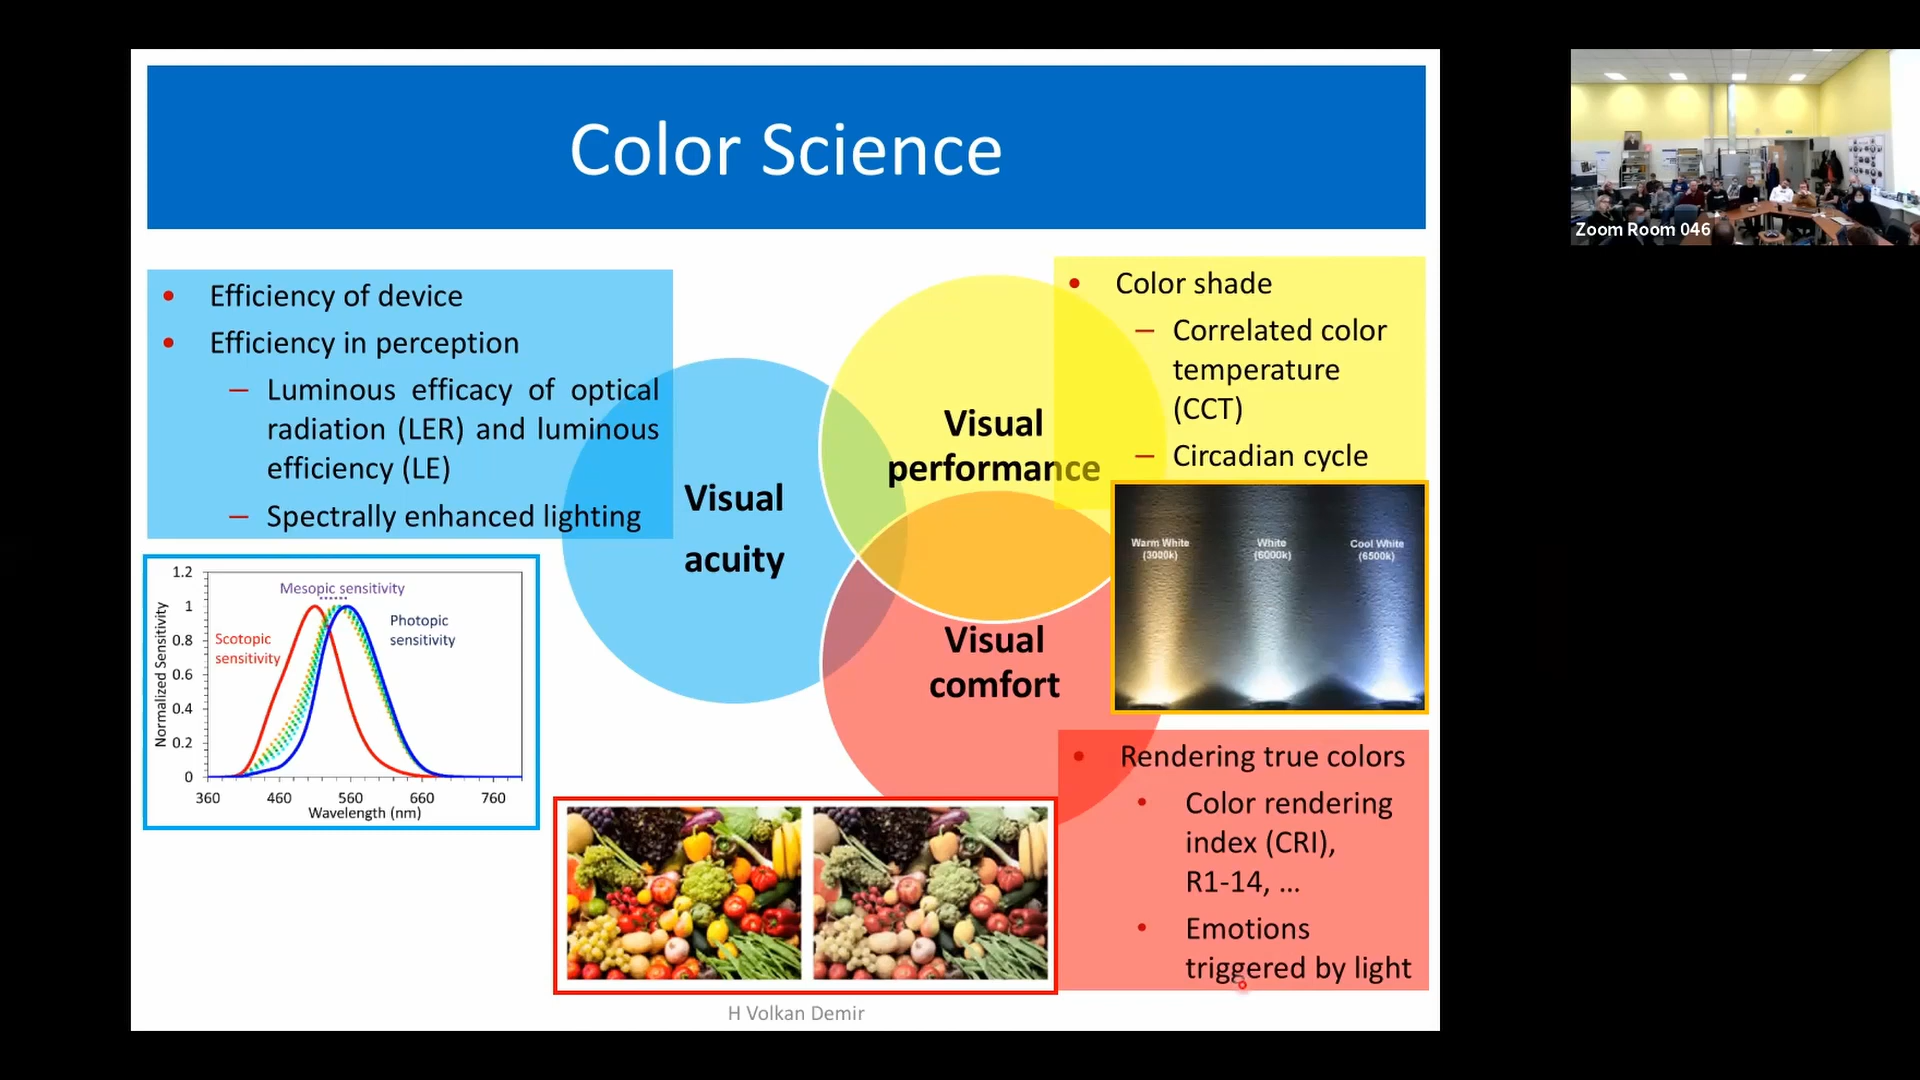 Color Science
Zoom Room 046
• Efficiency of device
• Efficiency in perception
– Luminous efficacy of optical
radiation (LER) and luminous
efficiency (LE)
– Spectrally enhanced lighting
• Color shade
– Correlated color
temperature
(CCT)
– Circadian cycle
Visual
performance
Visual
acuity
Visual
comfort
Warm White
(3000k)
White
(6000k)
Cool White
(6500k)
1.2
1
0.8
0.6
0.4
0.2
0
Normalized Sensitivity
Mesopic sensitivity
Scotopic
sensitivity
Photopic
sensitivity
360 460 560 660 760
Wavelength (nm)
• Rendering true colors
• Color rendering
index (CRI),
R1-14, ...
• Emotions
triggered by light
H Volkan Demir